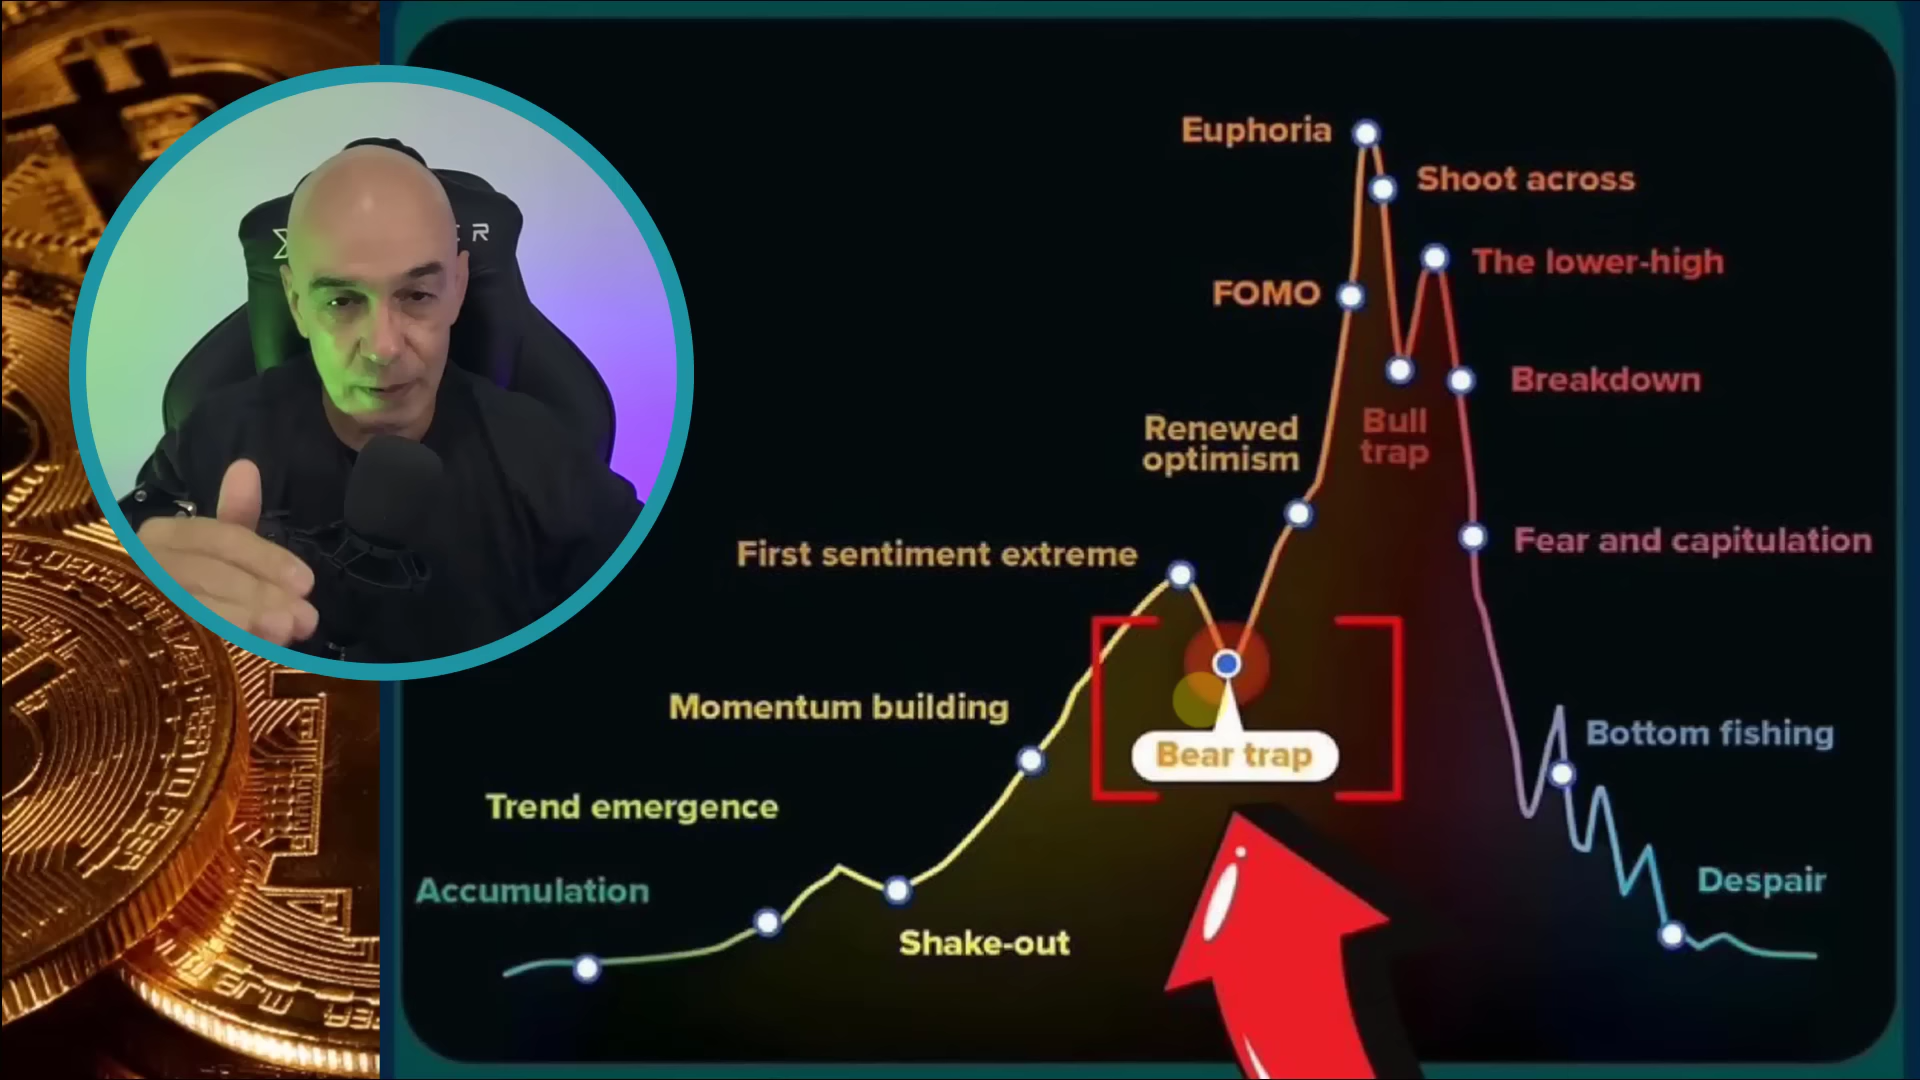 Euphoria
Shoot across
The lower-high
FOMO
Breakdown
Renewed
optimism
Bull
trap
First sentiment extreme
Fear and capitulation
Momentum building
Bear trap
Bottom fishing
Trend emergence
Accumulation
Despair
Shake-out